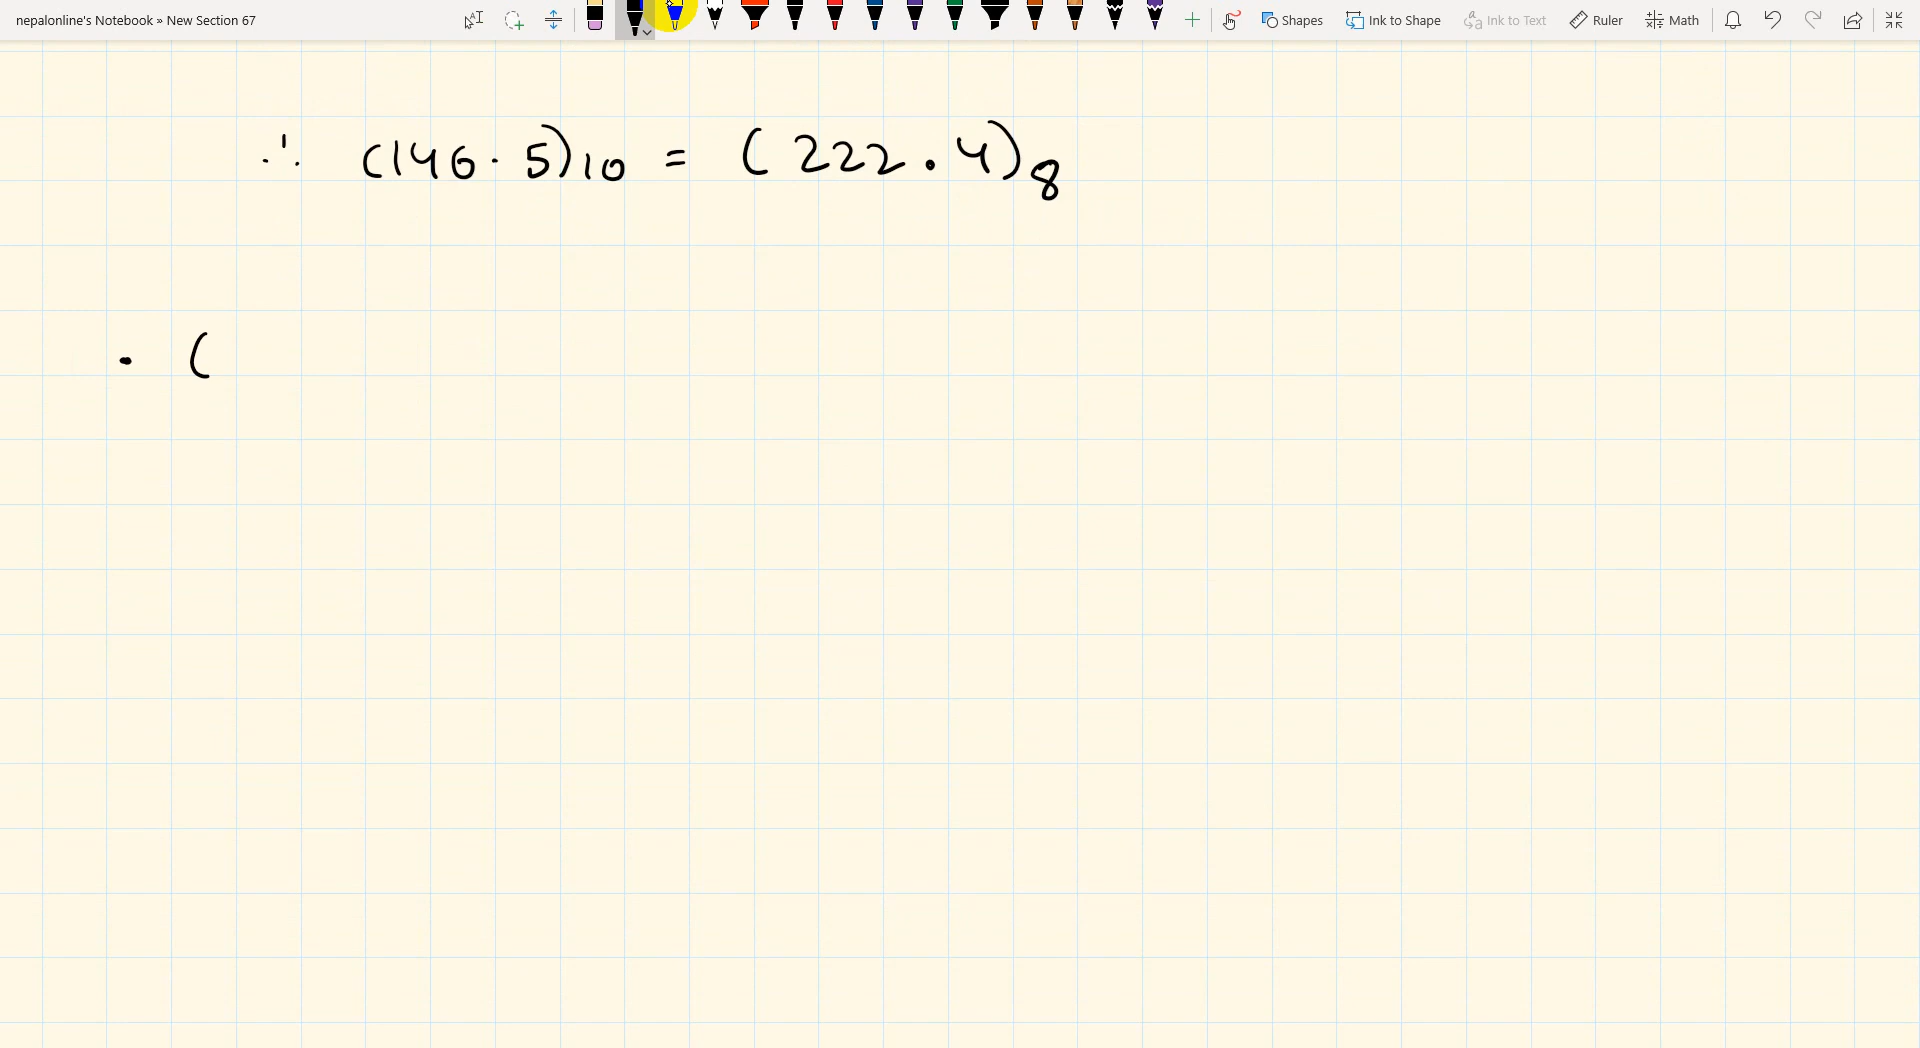 nepalonline's Notebook » New Section 67
Shapes
Ink to Shape
Ink to Text
Ruler
Math
∴ (146.5)₁₀ = (222.4)₈
• (